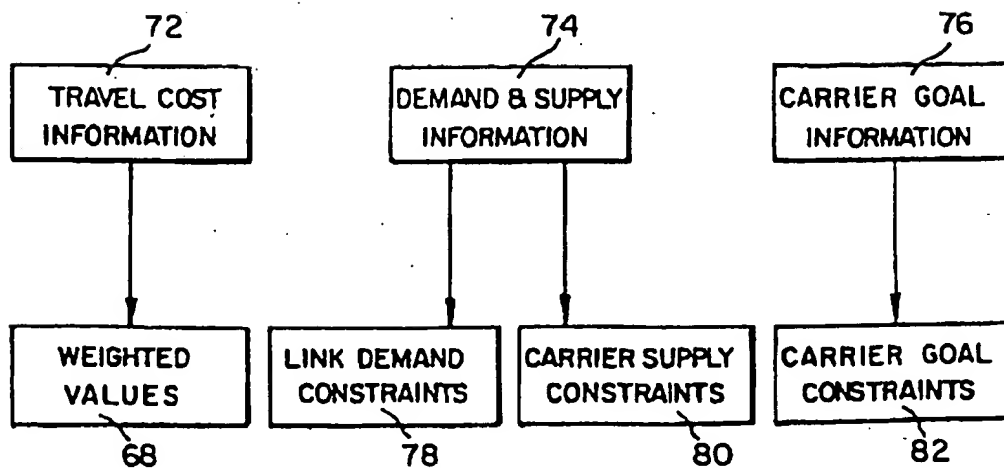 72
74
76
TRAVEL COST
INFORMATION
DEMAND & SUPPLY
INFORMATION
CARRIER GOAL
INFORMATION
WEIGHTED
VALUES
LINK DEMAND
CONSTRAINTS
CARRIER SUPPLY
CONSTRAINTS
CARRIER GOAL
CONSTRAINTS
68
78
80
82